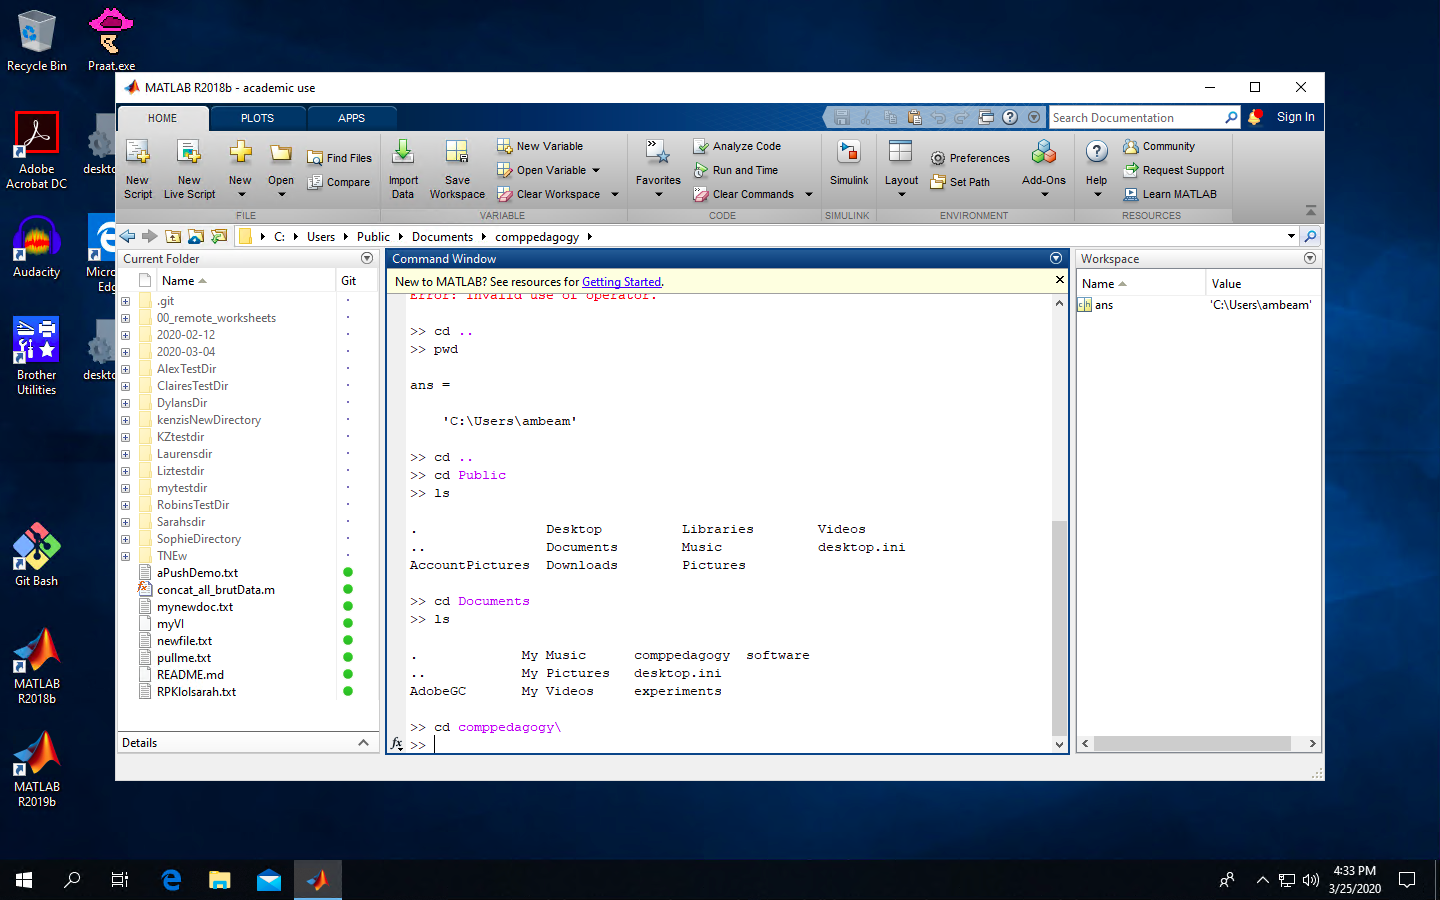 Recycle Bin
Praat.exe
Adobe
Acrobat DC
deskto
Audacity
Micro
Edg
Brother
Utilities
deskto
Git Bash
MATLAB
R2018b
MATLAB
R2019b
MATLAB R2018b - academic use
HOME
PLOTS
APPS
Search Documentation
Sign In
New
Script
New
Live Script
New
Open
Find Files
Compare
FILE
Import
Data
Save
Workspace
New Variable
Open Variable
Clear Workspace
VARIABLE
Favorites
Analyze Code
Run and Time
Clear Commands
CODE
Simulink
SIMULINK
Layout
Preferences
Set Path
Add-Ons
ENVIRONMENT
Help
Community
Request Support
Learn MATLAB
RESOURCES
C: Users Public Documents comppedagogy
Current Folder
Name Git
.git
00_remote_worksheets
2020-02-12
2020-03-04
AlexTestDir
ClairesTestDir
DylansDir
kenzisNewDirectory
KZtestdir
Laurensdir
Liztestdir
mytestdir
RobinsTestDir
Sarahsdir
SophieDirectory
TNEw
aPushDemo.txt
concat_all_brutData.m
mynewdoc.txt
myVI
newfile.txt
pullme.txt
README.md
RPKlolsarah.txt
Details
Command Window
New to MATLAB? See resources for Getting Started.
Error: Invalid use of operator.
>> cd ..
>> pwd
ans =
'C:\Users\ambeam'
>> cd ..
>> cd Public
>> ls
. Desktop Libraries Videos
.. Documents Music desktop.ini
AccountPictures Downloads Pictures
>> cd Documents
>> ls
. My Music comppedagogy software
.. My Pictures desktop.ini
AdobeGC My Videos experiments
>> cd comppedagogy\
fx >>
Workspace
Name Value
ans 'C:\Users\ambeam'
4:33 PM
3/25/2020